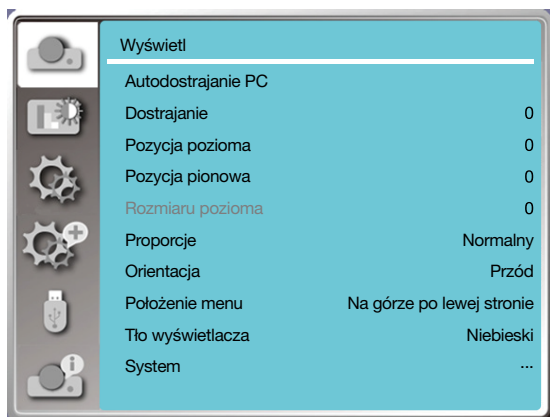 Wyświetl
Autodostrajanie PC
Dostrajanie 0
Pozycja pozioma 0
Pozycja pionowa 0
Rozmiaru pozioma 0
Proporcje Normalny
Orientacja Przód
Położenie menu Na górze po lewej stronie
Tło wyświetlacza Niebieski
System ...